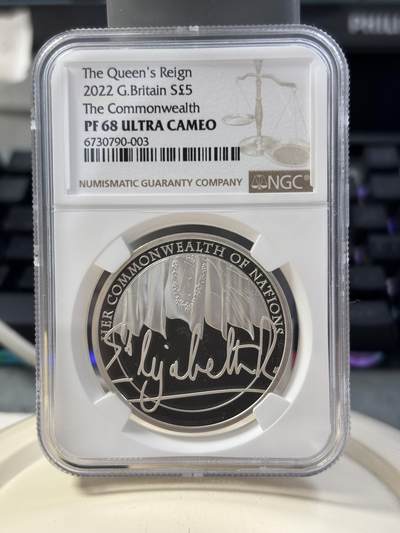 PHILIPS
The Queen's Reign
2022 G.Britain S£5
The Commonwealth
PF 68 ULTRA CAMEO
6730790-003
NUMISMATIC GUARANTY COMPANY
NGC
HER COMMONWEALTH OF NATIONS
Elizabeth R.